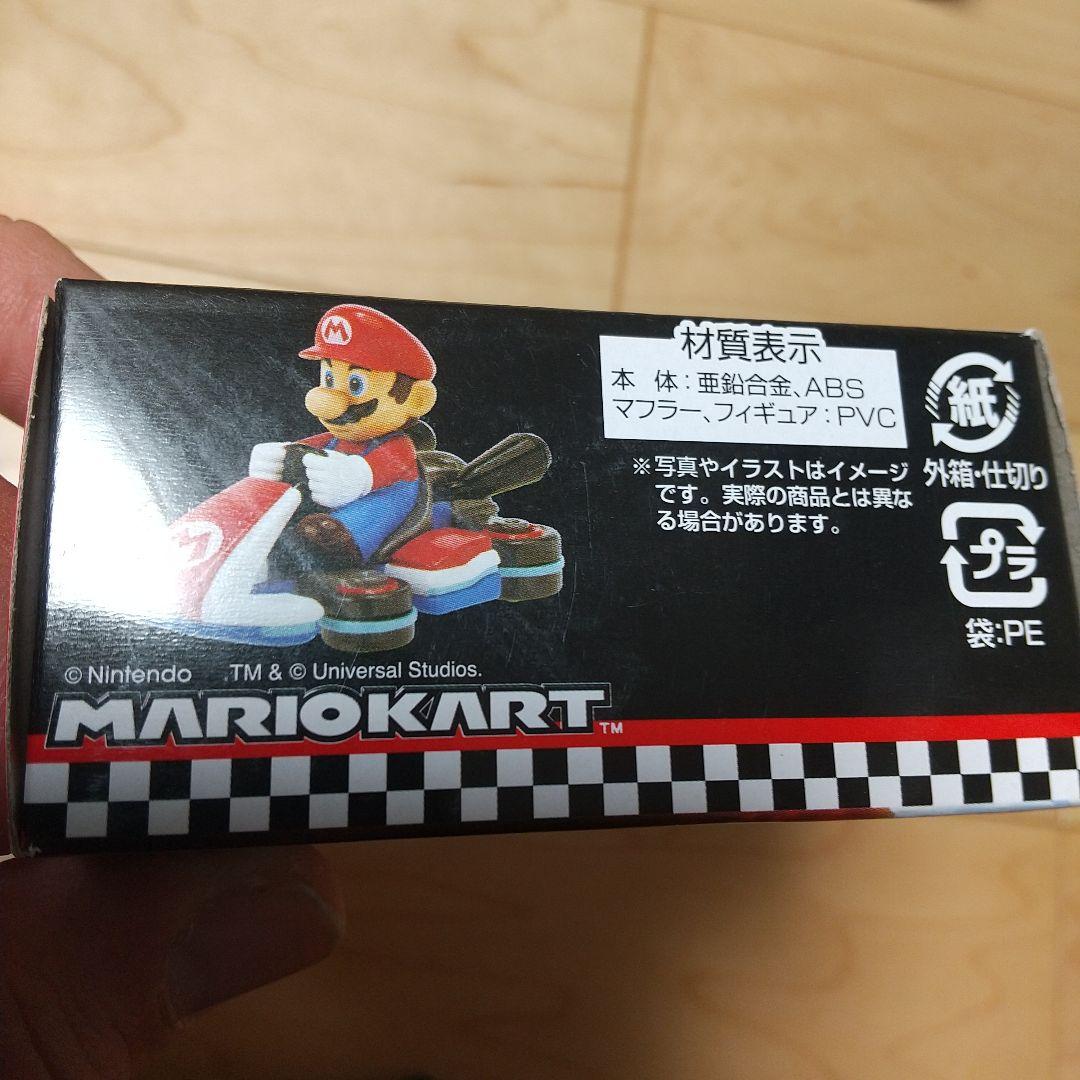 M
M
材質表示
本 体：亜鉛合金、ABS
マフラー、フィギュア：PVC
※写真やイラストはイメージ
です。実際の商品とは異な
る場合があります。
紙
外箱・仕切り
プラ
袋：PE
© Nintendo .TM & © Universal Studios.
MARIOKART™